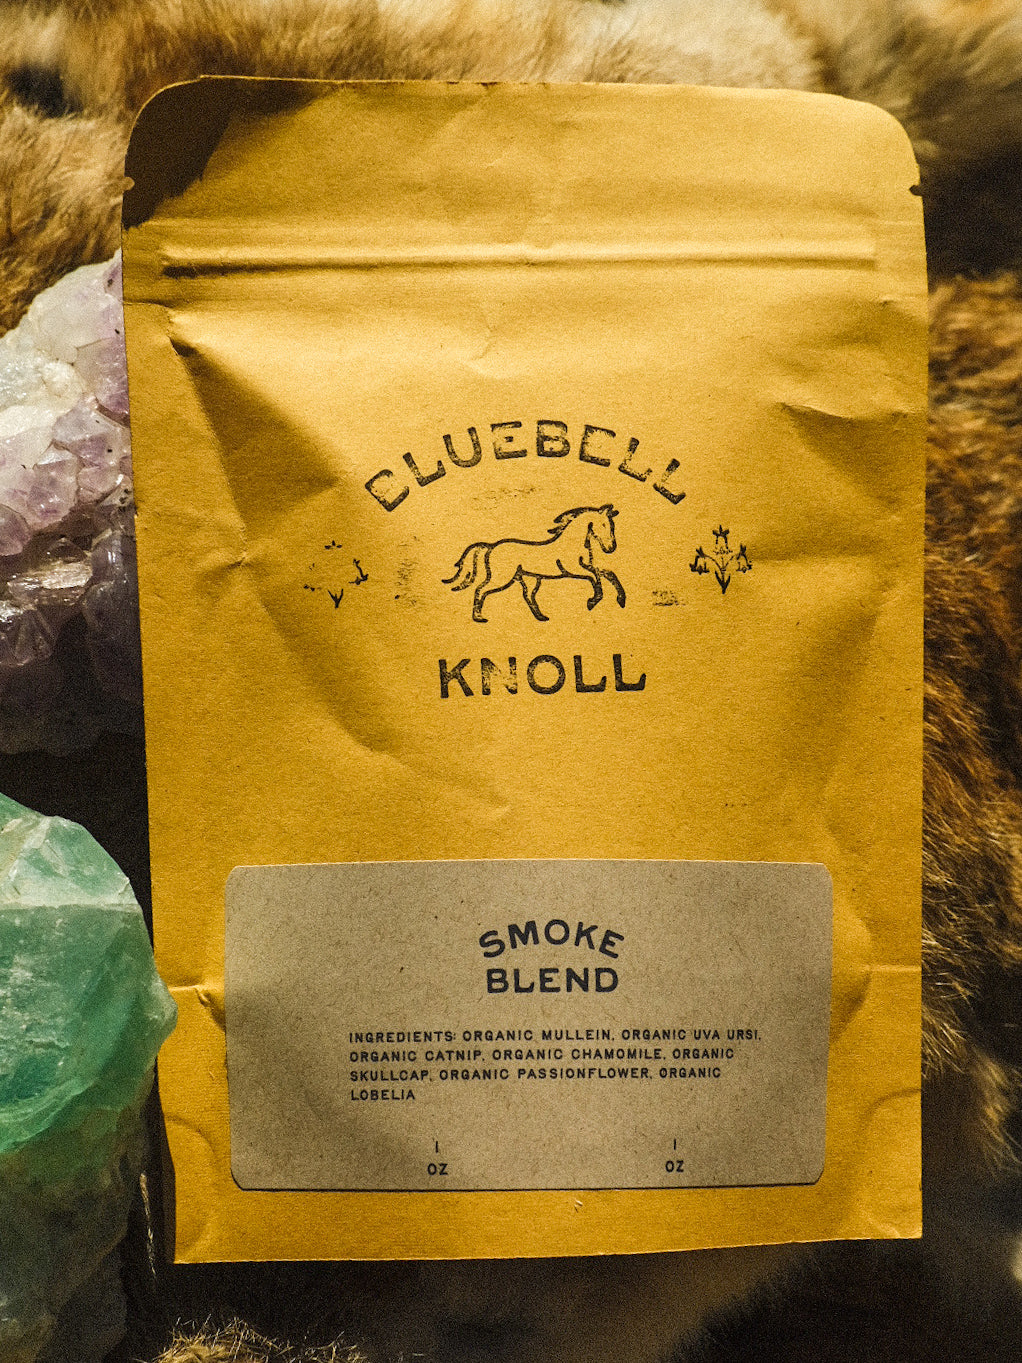 BLUEBELL
KNOLL
SMOKE
BLEND
INGREDIENTS: ORGANIC MULLEIN, ORGANIC UVA URSI,
ORGANIC CATNIP, ORGANIC CHAMOMILE, ORGANIC
SKULLCAP, ORGANIC PASSIONFLOWER, ORGANIC
LOBELIA
1 1
OZ OZ